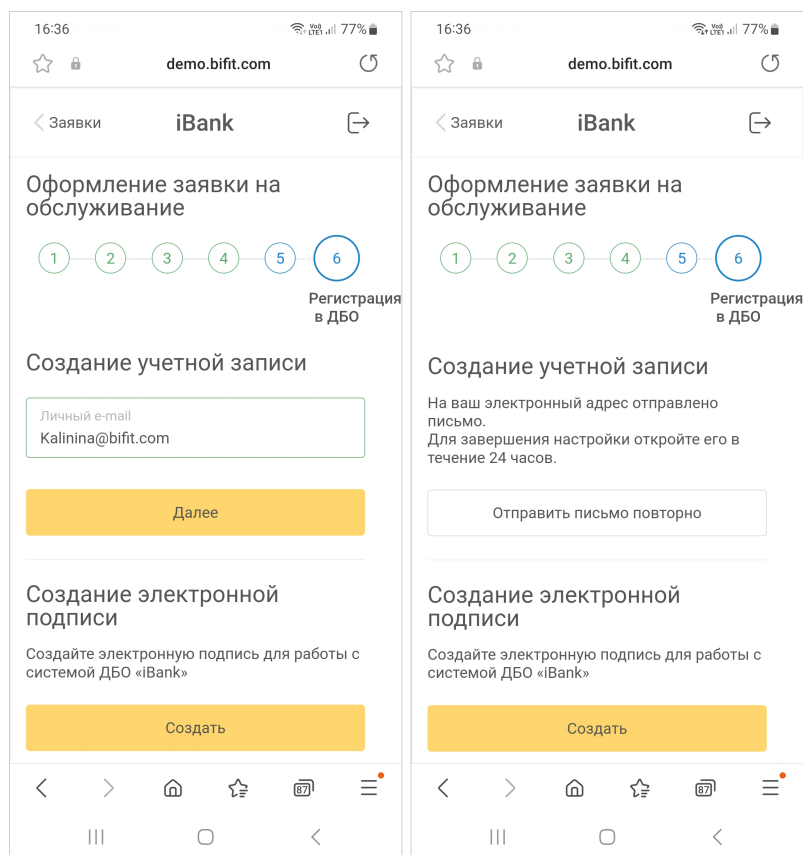 16:36
Vo)) LTE1 77%
demo.bifit.com
Заявки
iBank
Оформление заявки на
обслуживание
1 2 3 4 5 6
Регистрация
в ДБО
Создание учетной записи
Личный e-mail
Kalinina@bifit.com
Далее
Создание электронной
подписи
Создайте электронную подпись для работы с
системой ДБО «iBank»
Создать
87
16:36
Vo)) LTE1 77%
demo.bifit.com
Заявки
iBank
Оформление заявки на
обслуживание
1 2 3 4 5 6
Регистрация
в ДБО
Создание учетной записи
На ваш электронный адрес отправлено
письмо.
Для завершения настройки откройте его в
течение 24 часов.
Отправить письмо повторно
Создание электронной
подписи
Создайте электронную подпись для работы с
системой ДБО «iBank»
Создать
87